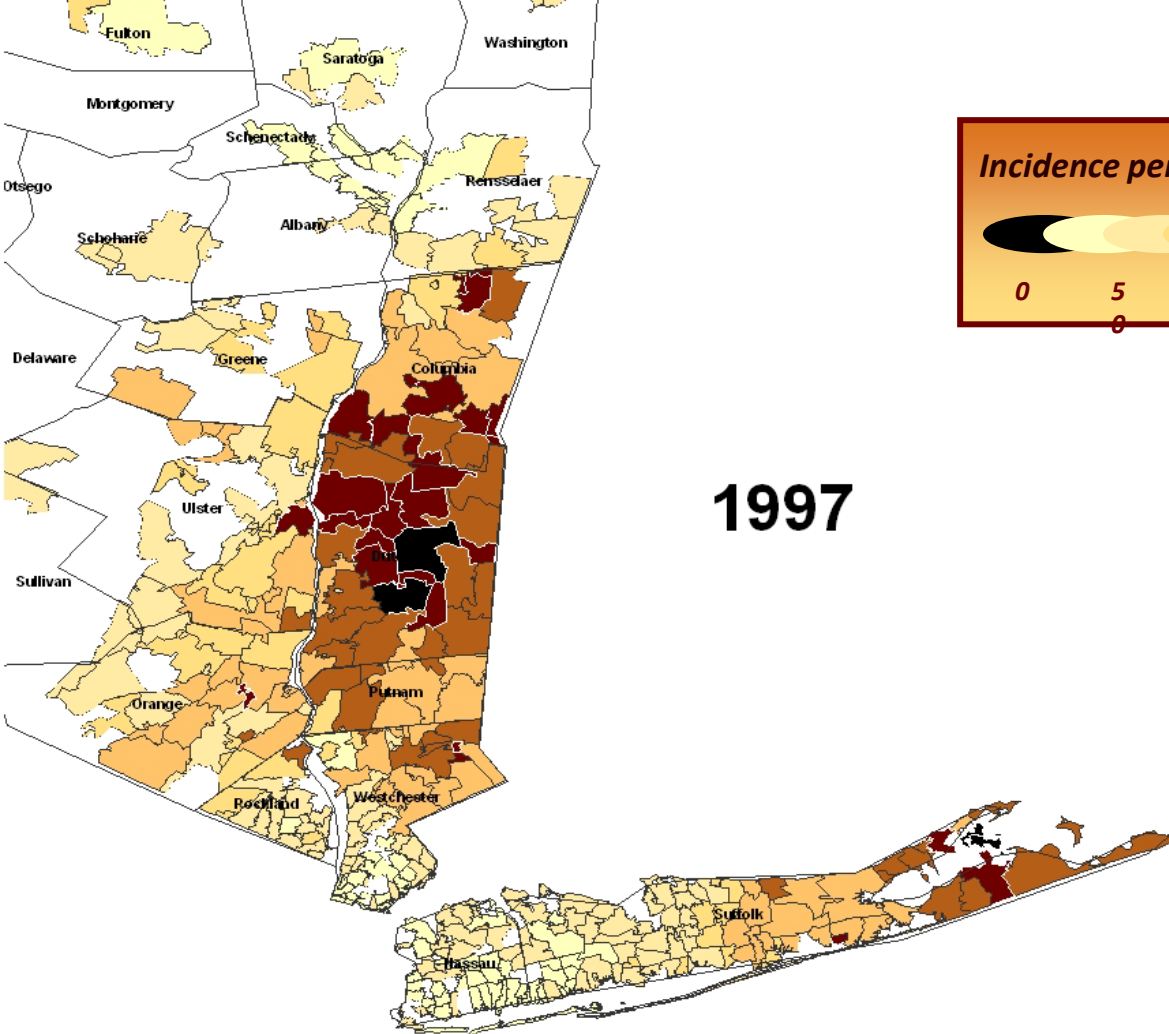 Fulton
Washington
Saratoga
Montgomery
Schenectady
Incidence per
Rensselaer
Otsego
Albany
Schoharie
0 5
0
Delaware
Greene
Columbia
1997
Ulster
Sullivan
Putnam
Orange
Westchester
Rockland
Suffolk
Nassau